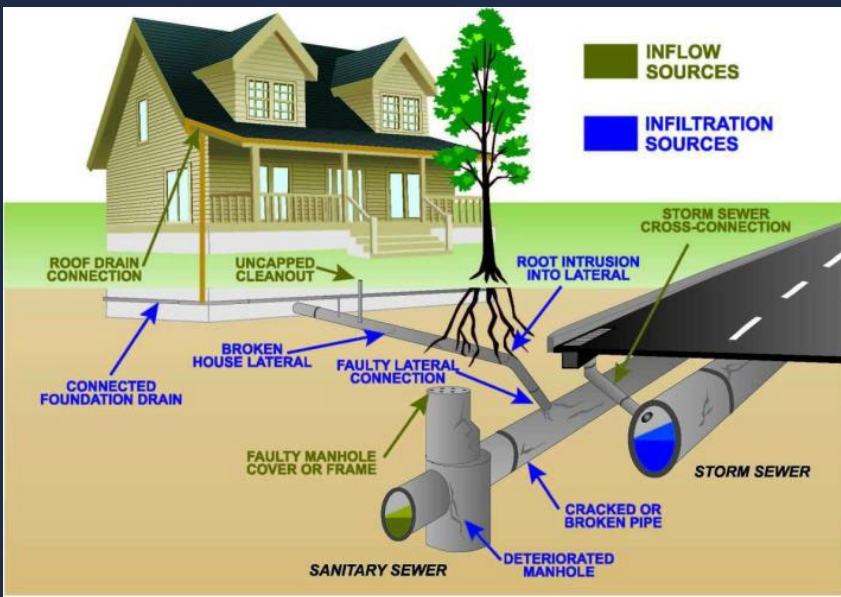 INFLOW
SOURCES
INFILTRATION
SOURCES
STORM SEWER
CROSS-CONNECTION
ROOF DRAIN
CONNECTION
UNCAPPED
CLEANOUT
ROOT INTRUSION
INTO LATERAL
BROKEN
HOUSE LATERAL
FAULTY LATERAL
CONNECTION
CONNECTED
FOUNDATION DRAIN
FAULTY MANHOLE
COVER OR FRAME
STORM SEWER
CRACKED OR
BROKEN PIPE
DETERIORATED
MANHOLE
SANITARY SEWER